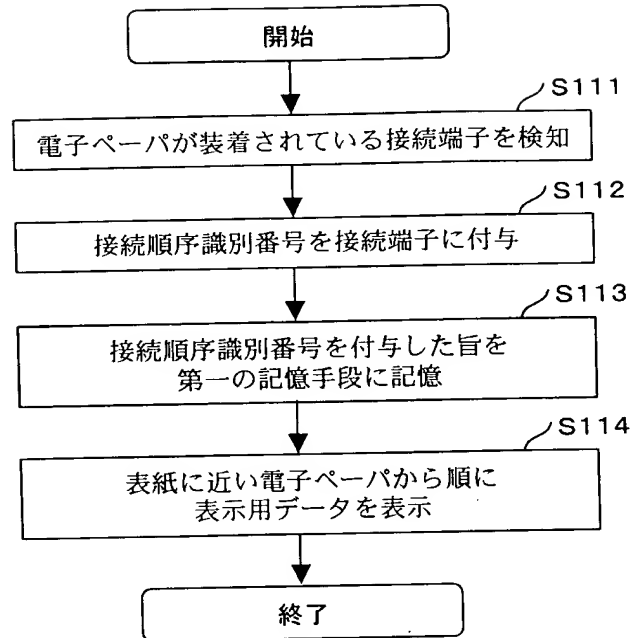 開始
S111
電子ペーパが装着されている接続端子を検知
S112
接続順序識別番号を接続端子に付与
S113
接続順序識別番号を付与した旨を
第一の記憶手段に記憶
S114
表紙に近い電子ペーパから順に
表示用データを表示
終了